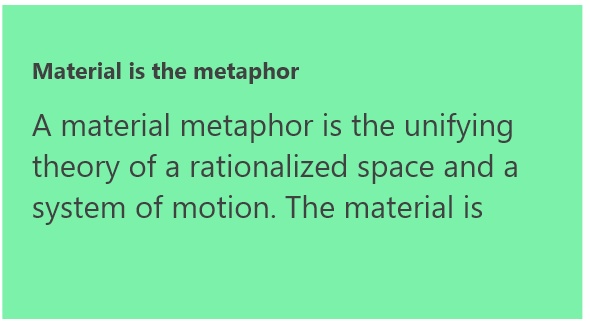 Material is the metaphor
A material metaphor is the unifying
theory of a rationalized space and a
system of motion. The material is